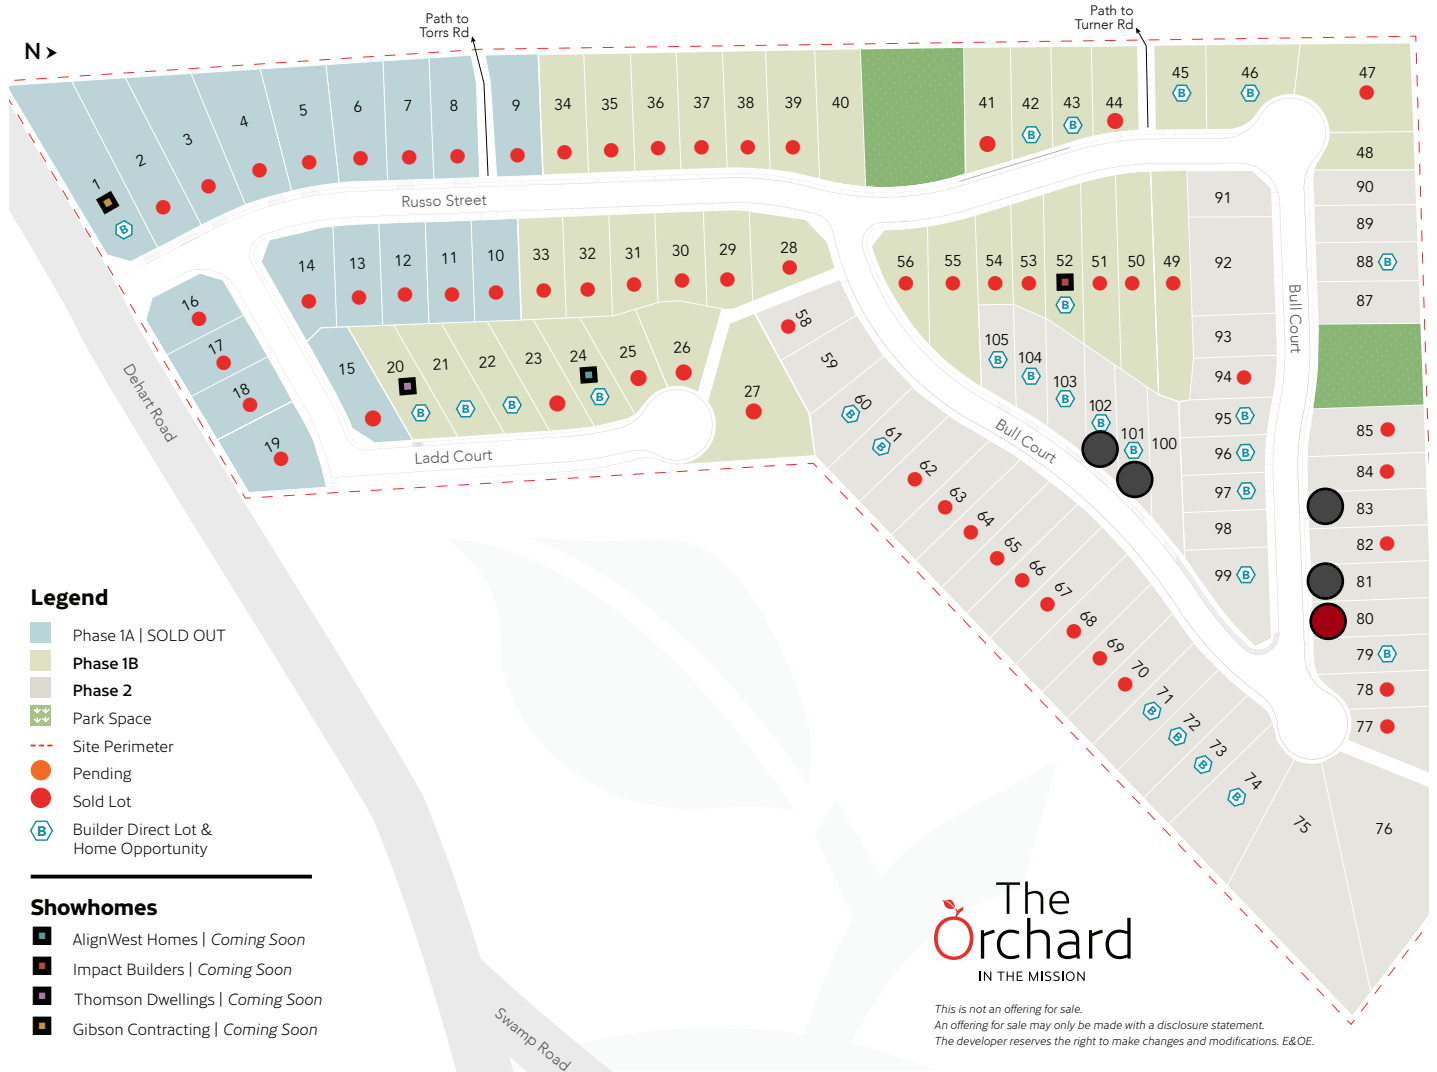 Path to
Torrs Rd
Path to
Turner Rd
N
1
2
3
4
5
6
7
8
9
34
35
36
37
38
39
40
41
42
B
43
B
44
45
B
46
B
47
48
B
Russo Street
90
89
88 B
87
91
92
93
94
95 B
96 B
97 B
98
99 B
Bull Court
14
13
12
11
10
33
32
31
30
29
28
56
55
54
53
52
B
51
50
49
16
17
18
19
15
20
B
21
B
22
B
23
24
B
25
26
27
Ladd Court
Dehart Road
58
59
60
B
61
B
62
63
64
65
66
67
68
69
70
71
B
72
B
73
B
74
B
75
76
105
B
104
B
103
B
102
B
101
B
100
Bull Court
85
84
83
82
81
80
79 B
78
77
Legend
Phase 1A | SOLD OUT
Phase 1B
Phase 2
Park Space
Site Perimeter
Pending
Sold Lot
B Builder Direct Lot &
Home Opportunity
Showhomes
AlignWest Homes | Coming Soon
Impact Builders | Coming Soon
Thomson Dwellings | Coming Soon
Gibson Contracting | Coming Soon
Swamp Road
The
Orchard
IN THE MISSION
This is not an offering for sale.
An offering for sale may only be made with a disclosure statement.
The developer reserves the right to make changes and modifications. E&OE.